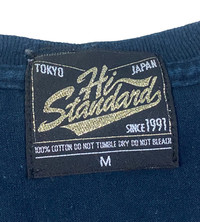 TOKYO JAPAN
Hi
Standard
SINCE 1991
100% COTTON DO NOT TUMBLE DRY DO NOT BLEACH
M